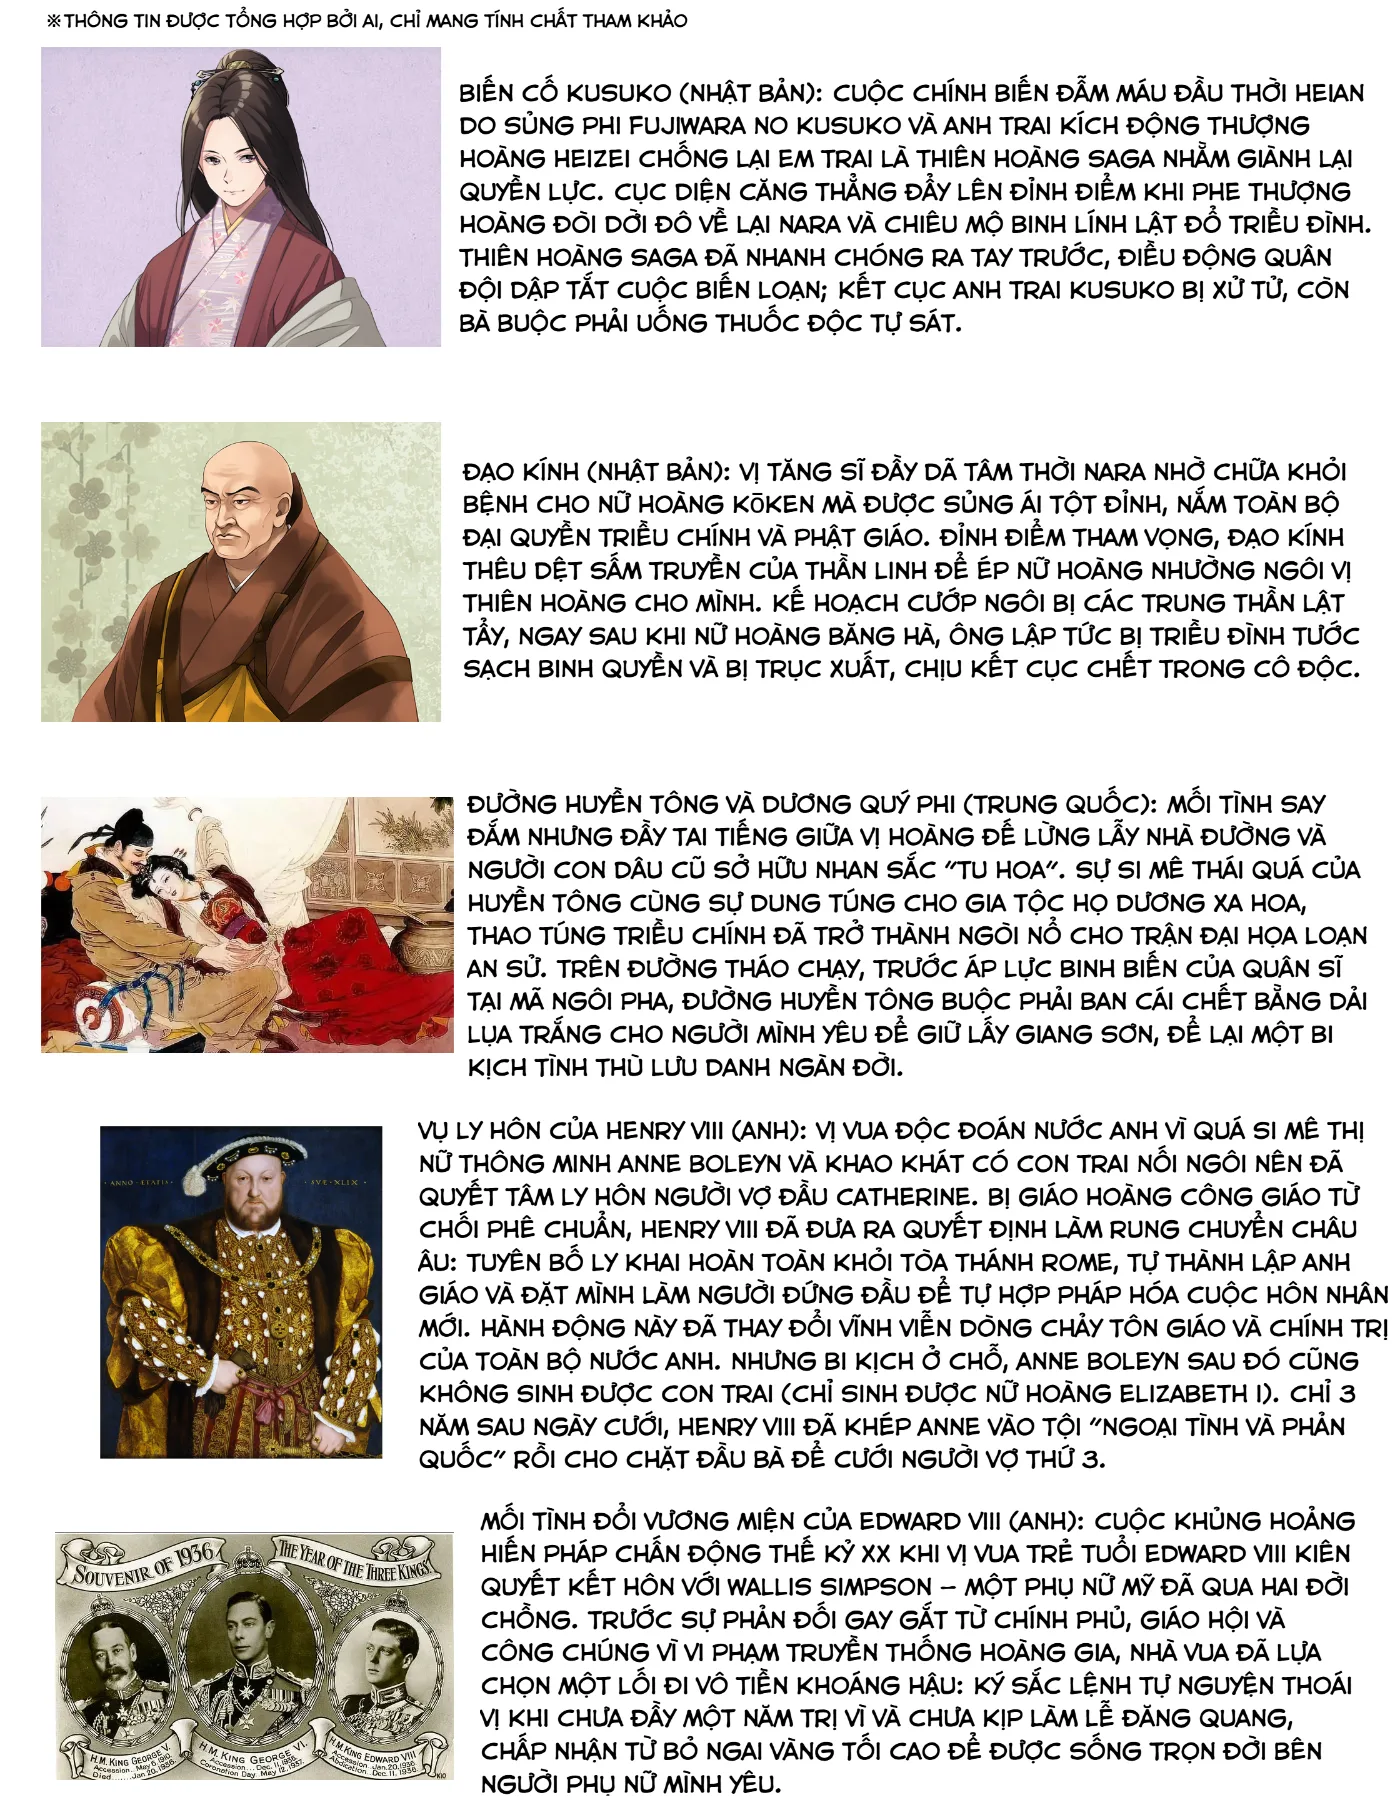 ※THÔNG TIN ĐƯỢC TỔNG HỢP BỞI AI, CHỈ MANG TÍNH CHẤT THAM KHẢO
BIẾN CỐ KUSUKO (NHẬT BẢN): CUỘC CHÍNH BIẾN ĐẪM MÁU ĐẦU THỜI HEIAN
DO SỦNG PHI FUJIWARA NO KUSUKO VÀ ANH TRAI KÍCH ĐỘNG THƯỢNG
HOÀNG HEIZEI CHỐNG LẠI EM TRAI LÀ THIÊN HOÀNG SAGA NHẰM GIÀNH LẠI
QUYỀN LỰC. CỤC DIỆN CĂNG THẲNG ĐẨY LÊN ĐỈNH ĐIỂM KHI PHE THƯỢNG
HOÀNG ĐÒI DỜI ĐÔ VỀ LẠI NARA VÀ CHIÊU MỘ BINH LÍNH LẬT ĐỔ TRIỀU ĐÌNH.
THIÊN HOÀNG SAGA ĐÃ NHANH CHÓNG RA TAY TRƯỚC, ĐIỀU ĐỘNG QUÂN
ĐỘI DẬP TẮT CUỘC BIẾN LOẠN; KẾT CỤC ANH TRAI KUSUKO BỊ XỬ TỬ, CÒN
BÀ BUỘC PHẢI UỐNG THUỐC ĐỘC TỰ SÁT.
ĐẠO KÍNH (NHẬT BẢN): VỊ TĂNG SĨ ĐẦY DÃ TÂM THỜI NARA NHỜ CHỮA KHỎI
BỆNH CHO NỮ HOÀNG KŌKEN MÀ ĐƯỢC SỦNG ÁI TỘT ĐỈNH, NẮM TOÀN BỘ
ĐẠI QUYỀN TRIỀU CHÍNH VÀ PHẬT GIÁO. ĐỈNH ĐIỂM THAM VỌNG, ĐẠO KÍNH
THÊU DỆT SẤM TRUYỀN CỦA THẦN LINH ĐỂ ÉP NỮ HOÀNG NHƯỜNG NGÔI VỊ
THIÊN HOÀNG CHO MÌNH. KẾ HOẠCH CƯỚP NGÔI BỊ CÁC TRUNG THẦN LẬT
TẨY, NGAY SAU KHI NỮ HOÀNG BĂNG HÀ, ÔNG LẬP TỨC BỊ TRIỀU ĐÌNH TƯỚC
SẠCH BINH QUYỀN VÀ BỊ TRỤC XUẤT, CHỊU KẾT CỤC CHẾT TRONG CÔ ĐỘC.
ĐƯỜNG HUYỀN TÔNG VÀ DƯƠNG QUÝ PHI (TRUNG QUỐC): MỐI TÌNH SAY
ĐẮM NHƯNG ĐẦY TAI TIẾNG GIỮA VỊ HOÀNG ĐẾ LỪNG LẪY NHÀ ĐƯỜNG VÀ
NGƯỜI CON DÂU CŨ SỞ HỮU NHAN SẮC "TU HOA". SỰ SI MÊ THÁI QUÁ CỦA
HUYỀN TÔNG CÙNG SỰ DUNG TÚNG CHO GIA TỘC HỌ DƯƠNG XA HOA,
THAO TÚNG TRIỀU CHÍNH ĐÃ TRỞ THÀNH NGÒI NỔ CHO TRẬN ĐẠI HỌA LOẠN
AN SỬ. TRÊN ĐƯỜNG THÁO CHẠY, TRƯỚC ÁP LỰC BINH BIẾN CỦA QUÂN SĨ
TẠI MÃ NGÔI PHA, ĐƯỜNG HUYỀN TÔNG BUỘC PHẢI BAN CÁI CHẾT BẰNG DẢI
LỤA TRẮNG CHO NGƯỜI MÌNH YÊU ĐỂ GIỮ LẤY GIANG SƠN, ĐỂ LẠI MỘT BI
KỊCH TÌNH THÙ LƯU DANH NGÀN ĐỜI.
ANNO · ETATIS · · SVE · XLIX ·
VỤ LY HÔN CỦA HENRY VIII (ANH): VỊ VUA ĐỘC ĐOÁN NƯỚC ANH VÌ QUÁ SI MÊ THỊ
NỮ THÔNG MINH ANNE BOLEYN VÀ KHAO KHÁT CÓ CON TRAI NỐI NGÔI NÊN ĐÃ
QUYẾT TÂM LY HÔN NGƯỜI VỢ ĐẦU CATHERINE. BỊ GIÁO HOÀNG CÔNG GIÁO TỪ
CHỐI PHÊ CHUẨN, HENRY VIII ĐÃ ĐƯA RA QUYẾT ĐỊNH LÀM RUNG CHUYỂN CHÂU
ÂU: TUYÊN BỐ LY KHAI HOÀN TOÀN KHỎI TÒA THÁNH ROME, TỰ THÀNH LẬP ANH
GIÁO VÀ ĐẶT MÌNH LÀM NGƯỜI ĐỨNG ĐẦU ĐỂ TỰ HỢP PHÁP HÓA CUỘC HÔN NHÂN
MỚI. HÀNH ĐỘNG NÀY ĐÃ THAY ĐỔI VĨNH VIỄN DÒNG CHẢY TÔN GIÁO VÀ CHÍNH TRỊ
CỦA TOÀN BỘ NƯỚC ANH. NHƯNG BI KỊCH Ở CHỖ, ANNE BOLEYN SAU ĐÓ CŨNG
KHÔNG SINH ĐƯỢC CON TRAI (CHỈ SINH ĐƯỢC NỮ HOÀNG ELIZABETH I). CHỈ 3
NĂM SAU NGÀY CƯỚI, HENRY VIII ĐÃ KHÉP ANNE VÀO TỘI "NGOẠI TÌNH VÀ PHẢN
QUỐC" RỒI CHO CHẶT ĐẦU BÀ ĐỂ CƯỚI NGƯỜI VỢ THỨ 3.
SOUVENIR OF 1936
THE YEAR OF THE THREE KINGS.
H.M. KING GEORGE V.
Accession... May 6, 1910.
Died.......Jan 20, 1936.
H.M. KING GEORGE VI.
Accession... Dec. 11, 1936.
Coronation Day. May 12, 1937.
H.M. KING EDWARD VIII
Accession..Jan.20,1936
Abdication..Dec.11,1936.
MỐI TÌNH ĐỔI VƯƠNG MIỆN CỦA EDWARD VIII (ANH): CUỘC KHỦNG HOẢNG
HIẾN PHÁP CHẤN ĐỘNG THẾ KỶ XX KHI VỊ VUA TRẺ TUỔI EDWARD VIII KIÊN
QUYẾT KẾT HÔN VỚI WALLIS SIMPSON – MỘT PHỤ NỮ MỸ ĐÃ QUA HAI ĐỜI
CHỒNG. TRƯỚC SỰ PHẢN ĐỐI GAY GẮT TỪ CHÍNH PHỦ, GIÁO HỘI VÀ
CÔNG CHÚNG VÌ VI PHẠM TRUYỀN THỐNG HOÀNG GIA, NHÀ VUA ĐÃ LỰA
CHỌN MỘT LỐI ĐI VÔ TIỀN KHOÁNG HẬU: KÝ SẮC LỆNH TỰ NGUYỆN THOÁI
VỊ KHI CHƯA ĐẦY MỘT NĂM TRỊ VÌ VÀ CHƯA KỊP LÀM LỄ ĐĂNG QUANG,
CHẤP NHẬN TỪ BỎ NGAI VÀNG TỐI CAO ĐỂ ĐƯỢC SỐNG TRỌN ĐỜI BÊN
NGƯỜI PHỤ NỮ MÌNH YÊU.